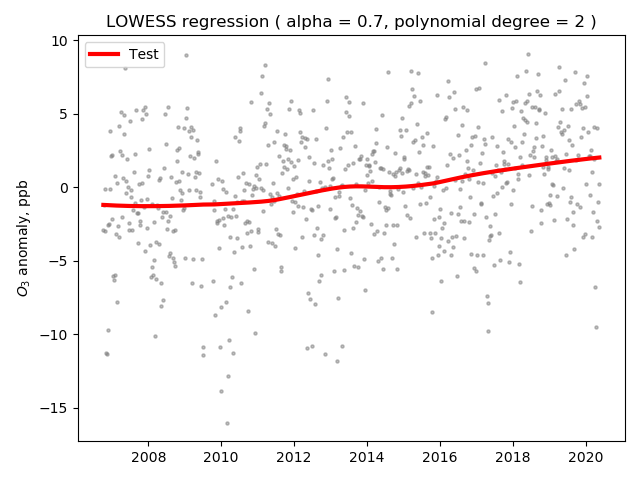 LOWESS regression ( alpha = 0.7, polynomial degree = 2 )
Test
O₃ anomaly, ppb
10
5
0
−5
−10
−15
2008 2010 2012 2014 2016 2018 2020